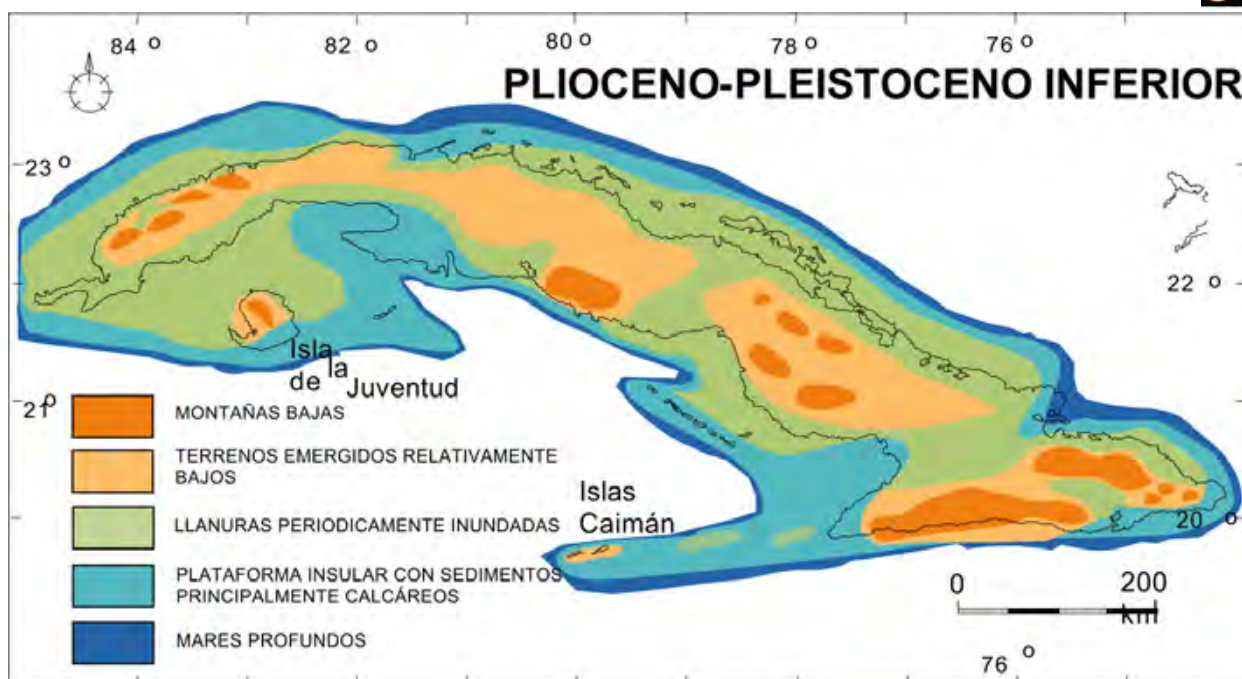 84 o
82 o
80 o
78 o
76 o
PLIOCENO-PLEISTOCENO INFERIOR
23 o
22 o
Isla
de la
Juventud
21 o
MONTAÑAS BAJAS
TERRENOS EMERGIDOS RELATIVAMENTE
BAJOS
Islas
Caimán
LLANURAS PERIODICAMENTE INUNDADAS
20 o
PLATAFORMA INSULAR CON SEDIMENTOS
PRINCIPALMENTE CALCÁREOS
0 200
km
MARES PROFUNDOS
76 o